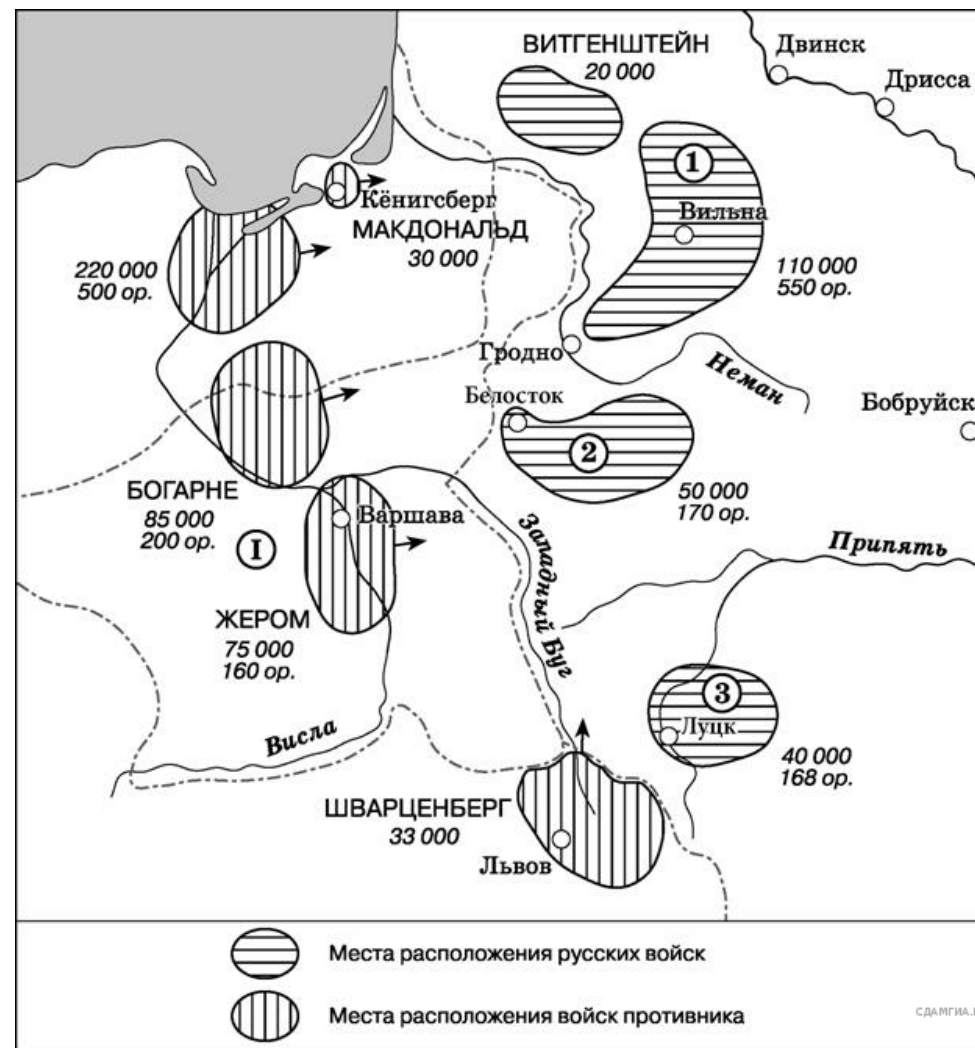 ВИТГЕНШТЕЙН
20 000
Двинск
Дрисса
1
Вильна
110 000
550 ор.
Кёнигсберг
МАКДОНАЛЬД
30 000
220 000
500 ор.
Гродно
Неман
Белосток
2
Бобруйск
50 000
170 ор.
БОГАРНЕ
85 000
200 ор.
I
Варшава
Западный Буг
Припять
ЖЕРОМ
75 000
160 ор.
Висла
3
Луцк
40 000
168 ор.
ШВАРЦЕНБЕРГ
33 000
Львов
Места расположения русских войск
Места расположения войск противника